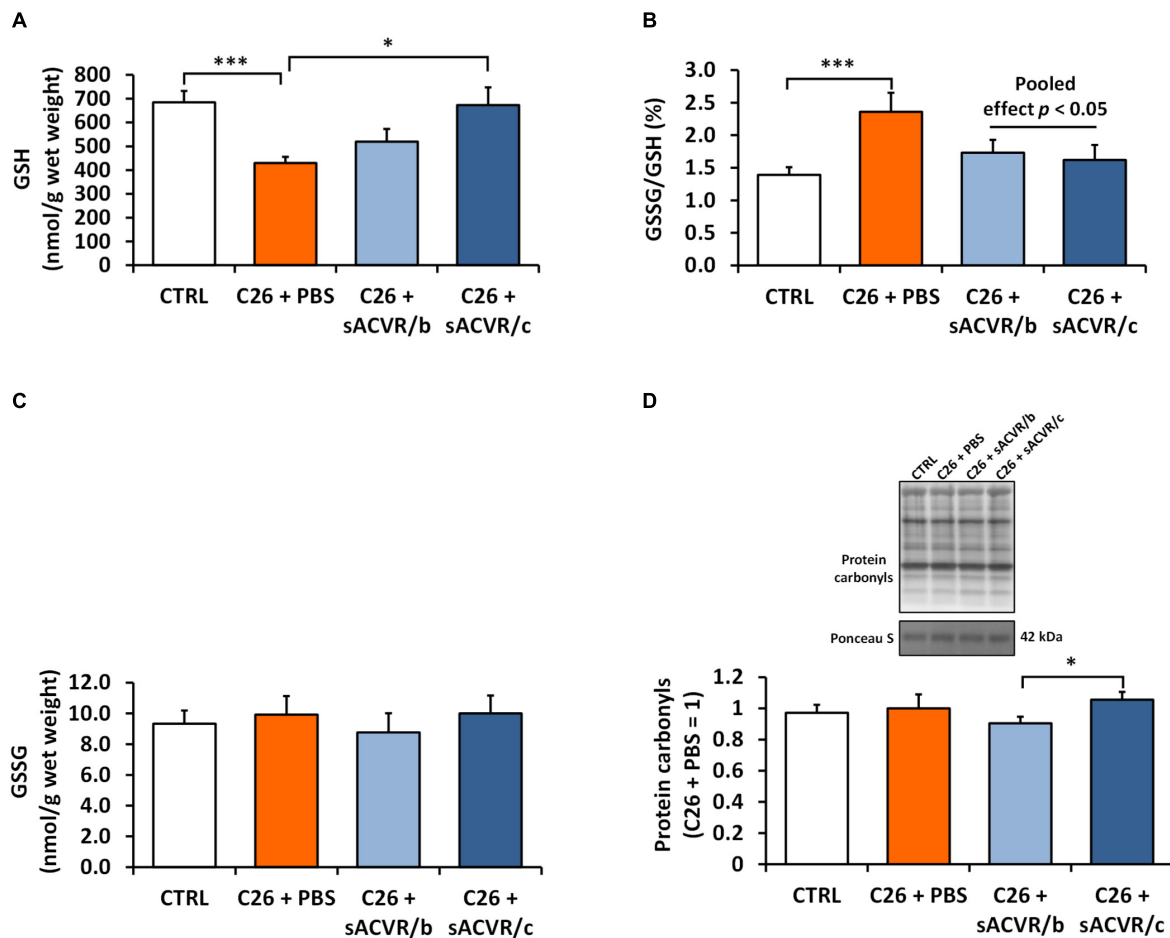 A
GSH
(nmol/g wet weight)
800
700
600
500
400
300
200
100
0
***
*
CTRL
C26 + PBS
C26 +
sACVR/b
C26 +
sACVR/c
B
GSSG/GSH (%)
3.0
2.5
2.0
1.5
1.0
0.5
0.0
***
Pooled
effect p < 0.05
CTRL
C26 + PBS
C26 +
sACVR/b
C26 +
sACVR/c
C
GSSG
(nmol/g wet weight)
12.0
10.0
8.0
6.0
4.0
2.0
0.0
CTRL
C26 + PBS
C26 +
sACVR/b
C26 +
sACVR/c
D
CTRL
C26 + PBS
C26 + sACVR/b
C26 + sACVR/c
Protein
carbonyls
Ponceau S
42 kDa
Protein carbonyls
(C26 + PBS = 1)
1.2
1
0.8
0.6
0.4
0.2
0
*
CTRL
C26 + PBS
C26 +
sACVR/b
C26 +
sACVR/c